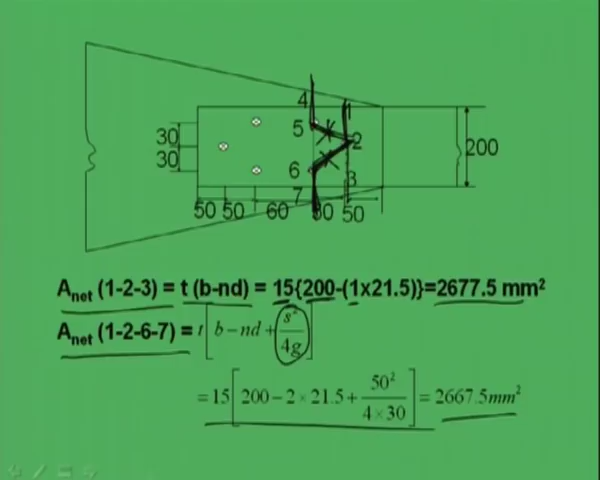 4
1
5
2
30
30
6
3
200
7
50 50 60 50 50
A_net (1-2-3) = t (b-nd) = 15{200-(1x21.5)}=2677.5 mm²
A_net (1-2-6-7) = t[b-nd+s²/4g]
=15[200-2×21.5+50²/4×30]=2667.5mm²